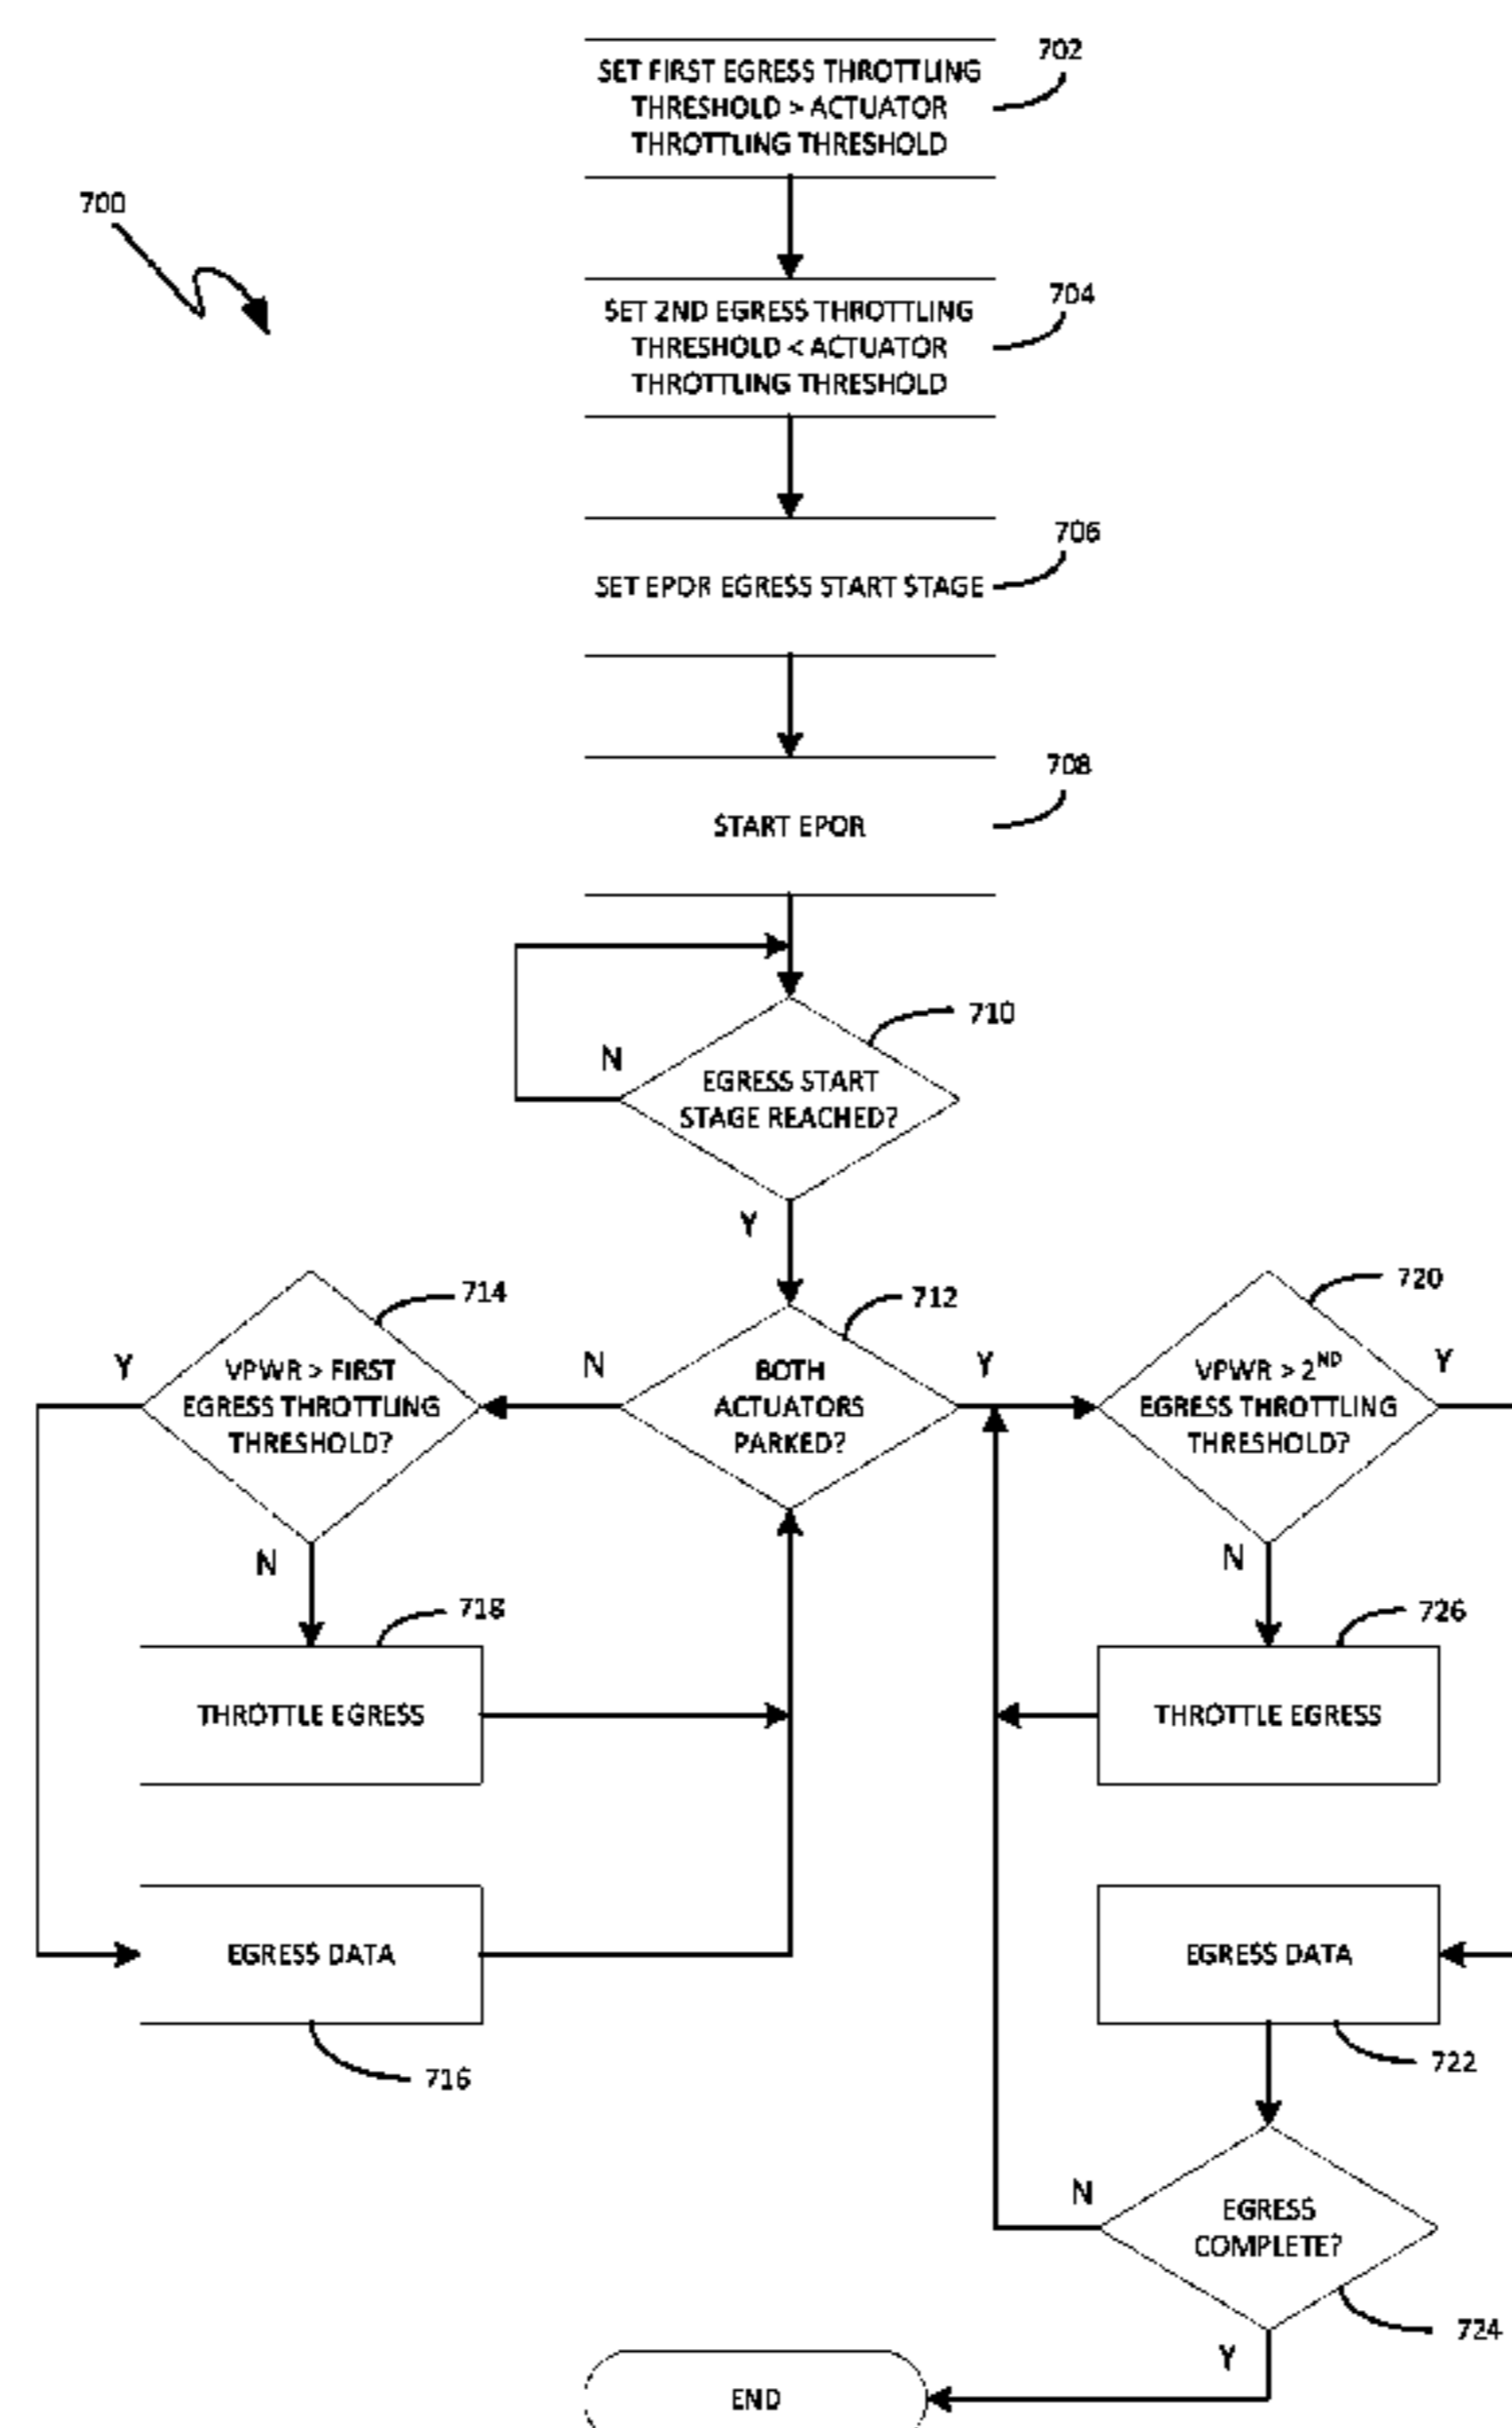 SET FIRST EGRESS THROTTLING
THRESHOLD > ACTUATOR
THROTTLING THRESHOLD
702
700
SET 2ND EGRESS THROTTLING
THRESHOLD < ACTUATOR
THROTTLING THRESHOLD
704
SET EPOR EGRESS START STAGE
706
START EPOR
708
710
N
EGRESS START
STAGE REACHED?
Y
714
712
720
Y
VPWR > FIRST
EGRESS THROTTLING
THRESHOLD?
N
BOTH
ACTUATORS
PARKED?
Y
VPWR > 2ND
EGRESS THROTTLING
THRESHOLD?
Y
N
N
718
726
THROTTLE EGRESS
THROTTLE EGRESS
EGRESS DATA
EGRESS DATA
716
722
N
EGRESS
COMPLETE?
724
Y
END